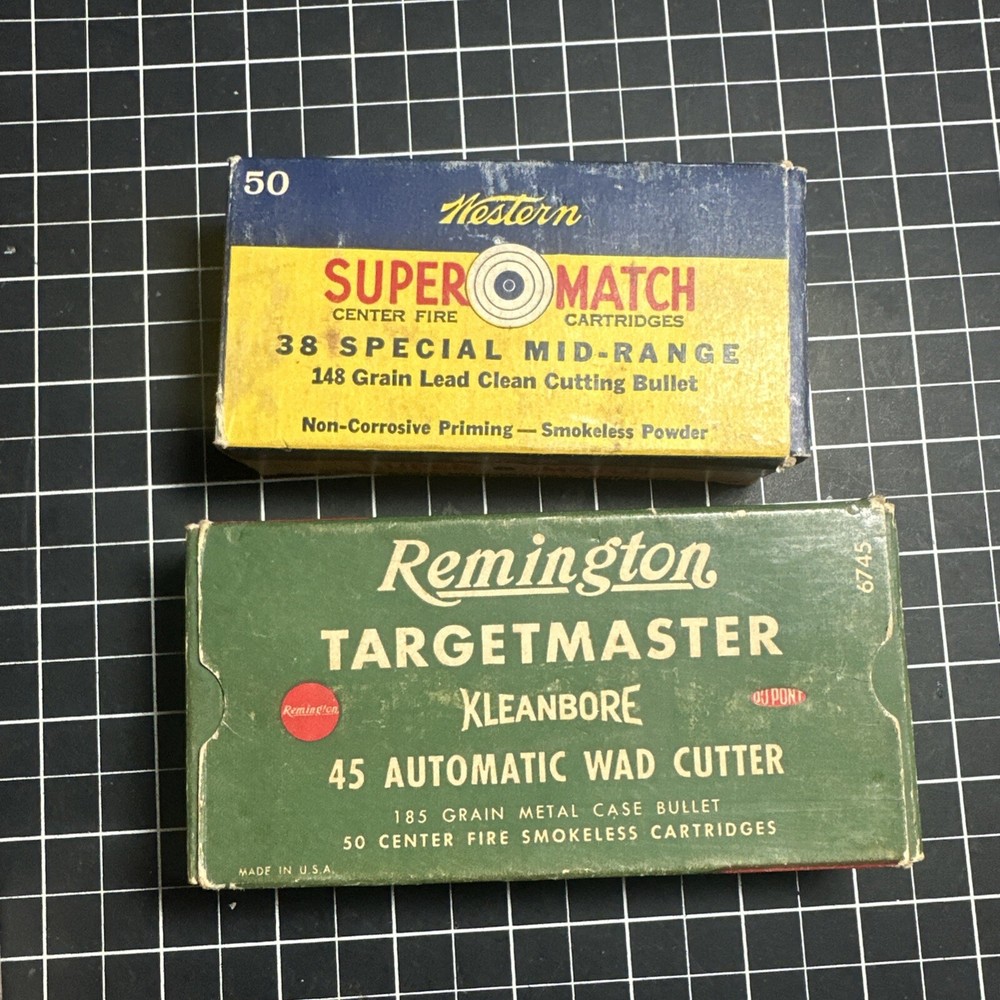 50
Western
SUPER MATCH
CENTER FIRE CARTRIDGES
38 SPECIAL MID-RANGE
148 Grain Lead Clean Cutting Bullet
Non-Corrosive Priming — Smokeless Powder
Remington
6745
TARGETMASTER
Remington
KLEANBORE
DU PONT
45 AUTOMATIC WAD CUTTER
185 GRAIN METAL CASE BULLET
50 CENTER FIRE SMOKELESS CARTRIDGES
MADE IN U.S.A.